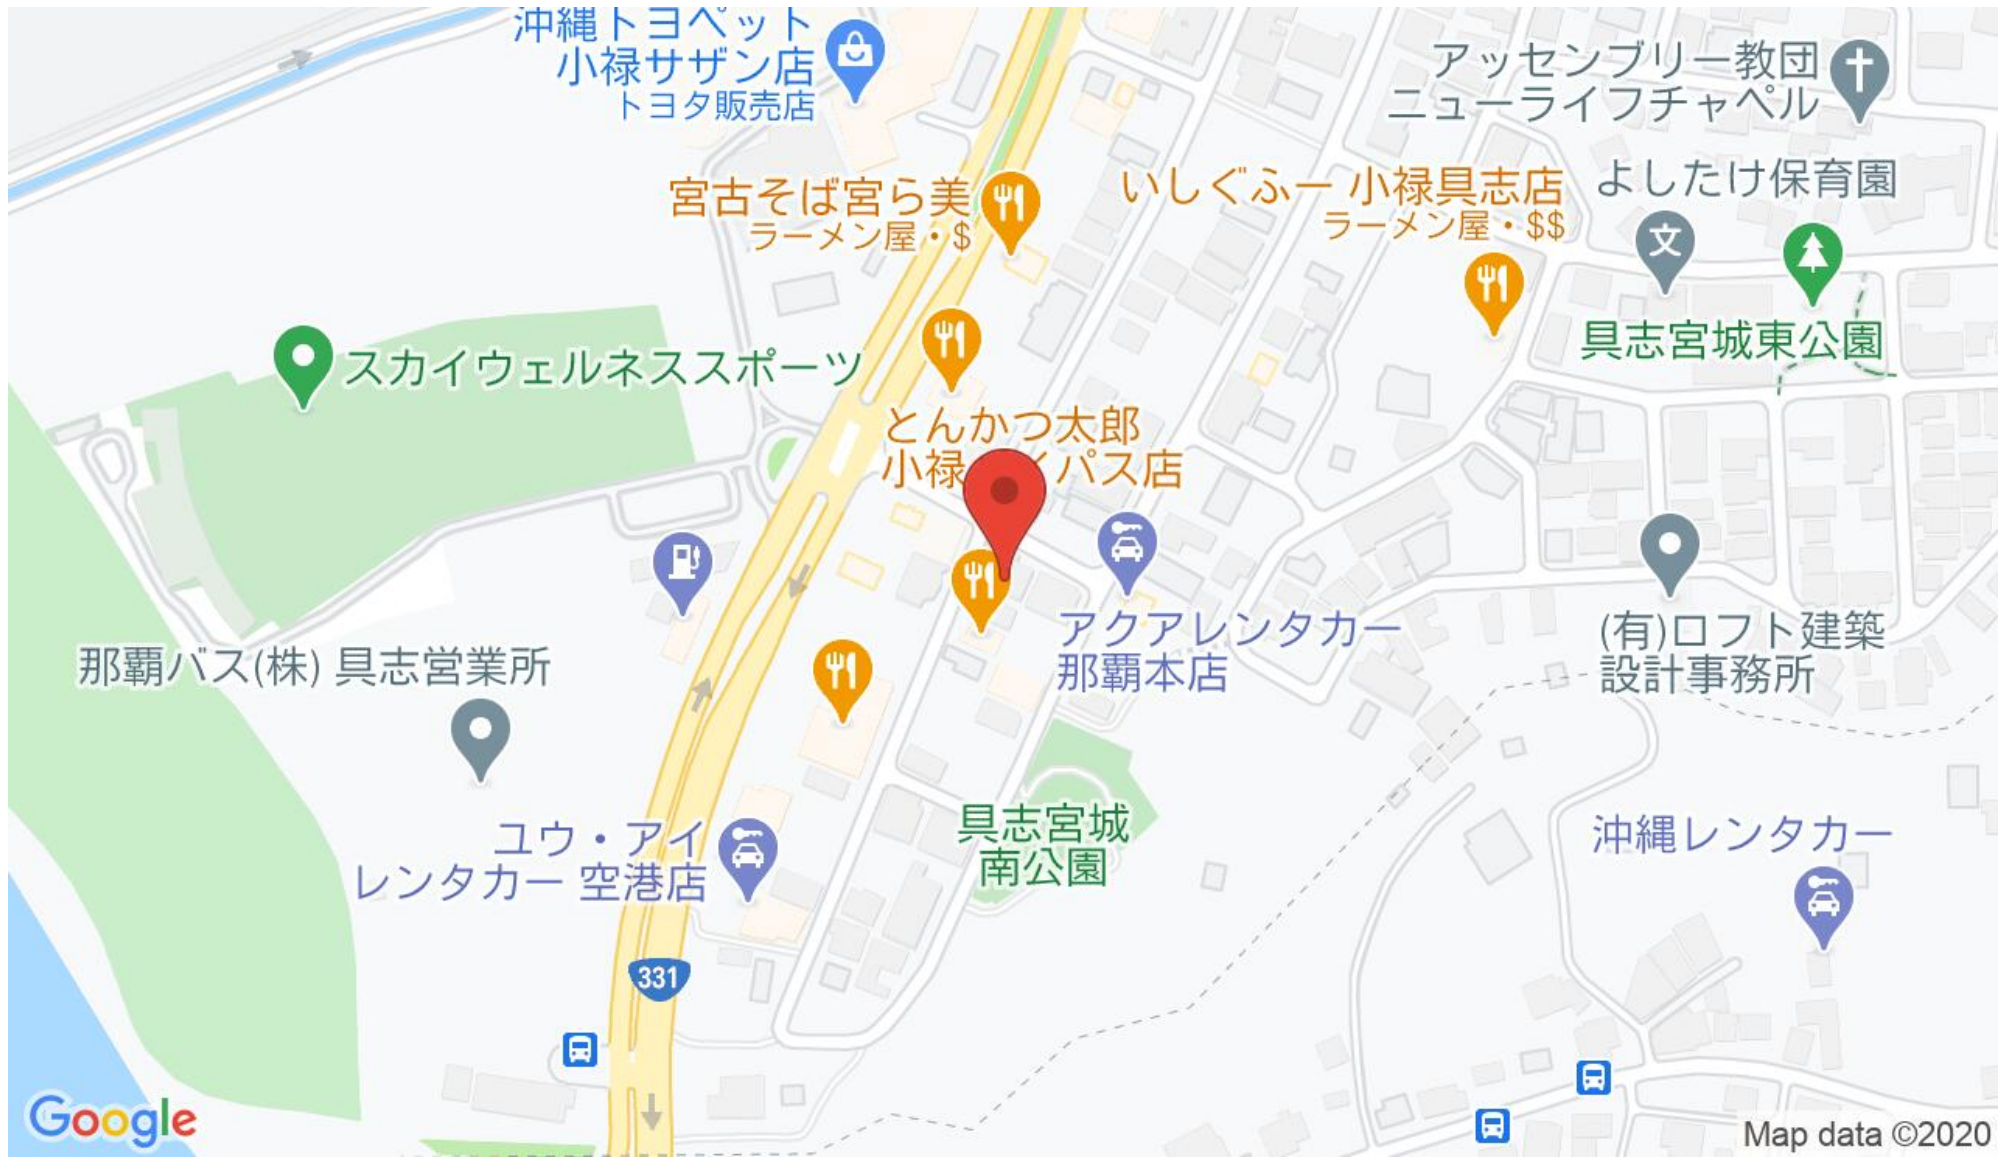 沖縄トヨペット
小禄サザン店
トヨタ販売店
アッセンブリー教団
ニューライフチャペル
宮古そば宮ら美
ラーメン屋・$
いしぐふー 小禄具志店
ラーメン屋・$$
よしたけ保育園
文
具志宮城東公園
スカイウェルネススポーツ
とんかつ太郎
小禄 イパス店
アクアレンタカー
那覇本店
(有)ロフト建築
設計事務所
那覇バス(株) 具志営業所
ユウ・アイ
レンタカー 空港店
具志宮城
南公園
沖縄レンタカー
331
Google
Map data ©2020